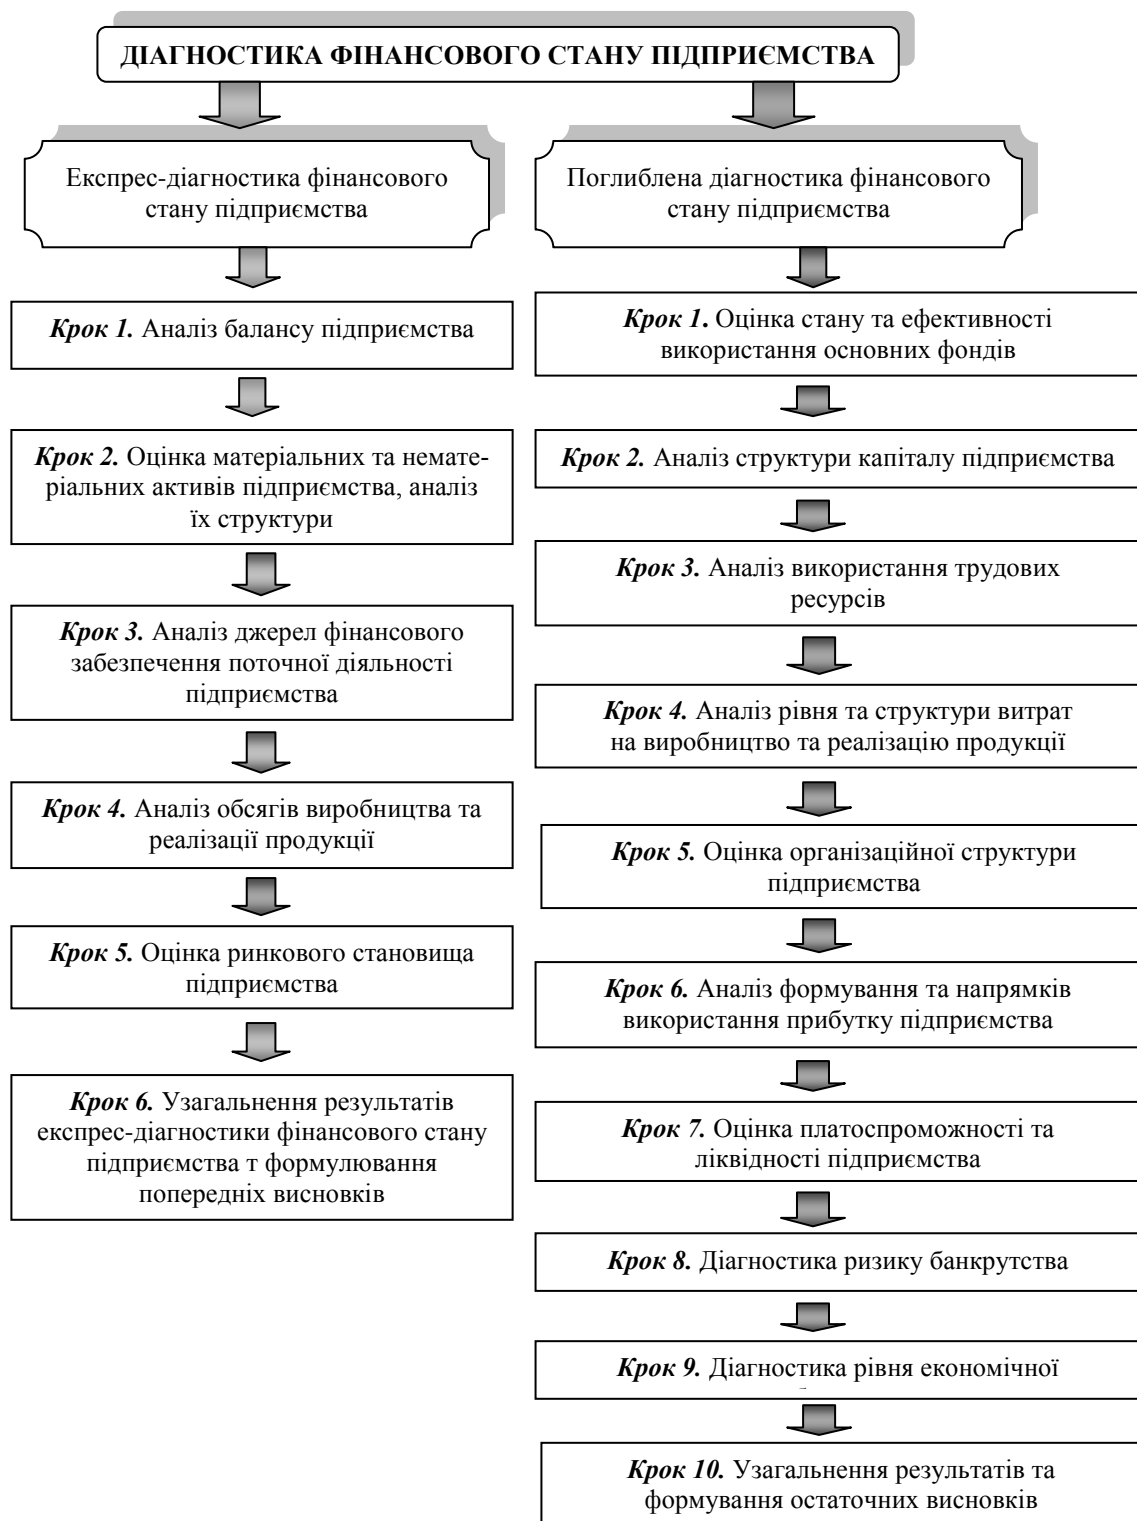 ДІАГНОСТИКА ФІНАНСОВОГО СТАНУ ПІДПРИЄМСТВА
Експрес-діагностика фінансового
стану підприємства
Крок 1. Аналіз балансу підприємства
Крок 2. Оцінка матеріальних та немате-
ріальних активів підприємства, аналіз
їх структури
Крок 3. Аналіз джерел фінансового
забезпечення поточної діяльності
підприємства
Крок 4. Аналіз обсягів виробництва та
реалізації продукції
Крок 5. Оцінка ринкового становища
підприємства
Крок 6. Узагальнення результатів
експрес-діагностики фінансового стану
підприємства т формулювання
попередніх висновків
Поглиблена діагностика фінансового
стану підприємства
Крок 1. Оцінка стану та ефективності
використання основних фондів
Крок 2. Аналіз структури капіталу підприємства
Крок 3. Аналіз використання трудових
ресурсів
Крок 4. Аналіз рівня та структури витрат
на виробництво та реалізацію продукції
Крок 5. Оцінка організаційної структури
підприємства
Крок 6. Аналіз формування та напрямків
використання прибутку підприємства
Крок 7. Оцінка платоспроможності та
ліквідності підприємства
Крок 8. Діагностика ризику банкрутства
Крок 9. Діагностика рівня економічної
Крок 10. Узагальнення результатів та
формування остаточних висновків